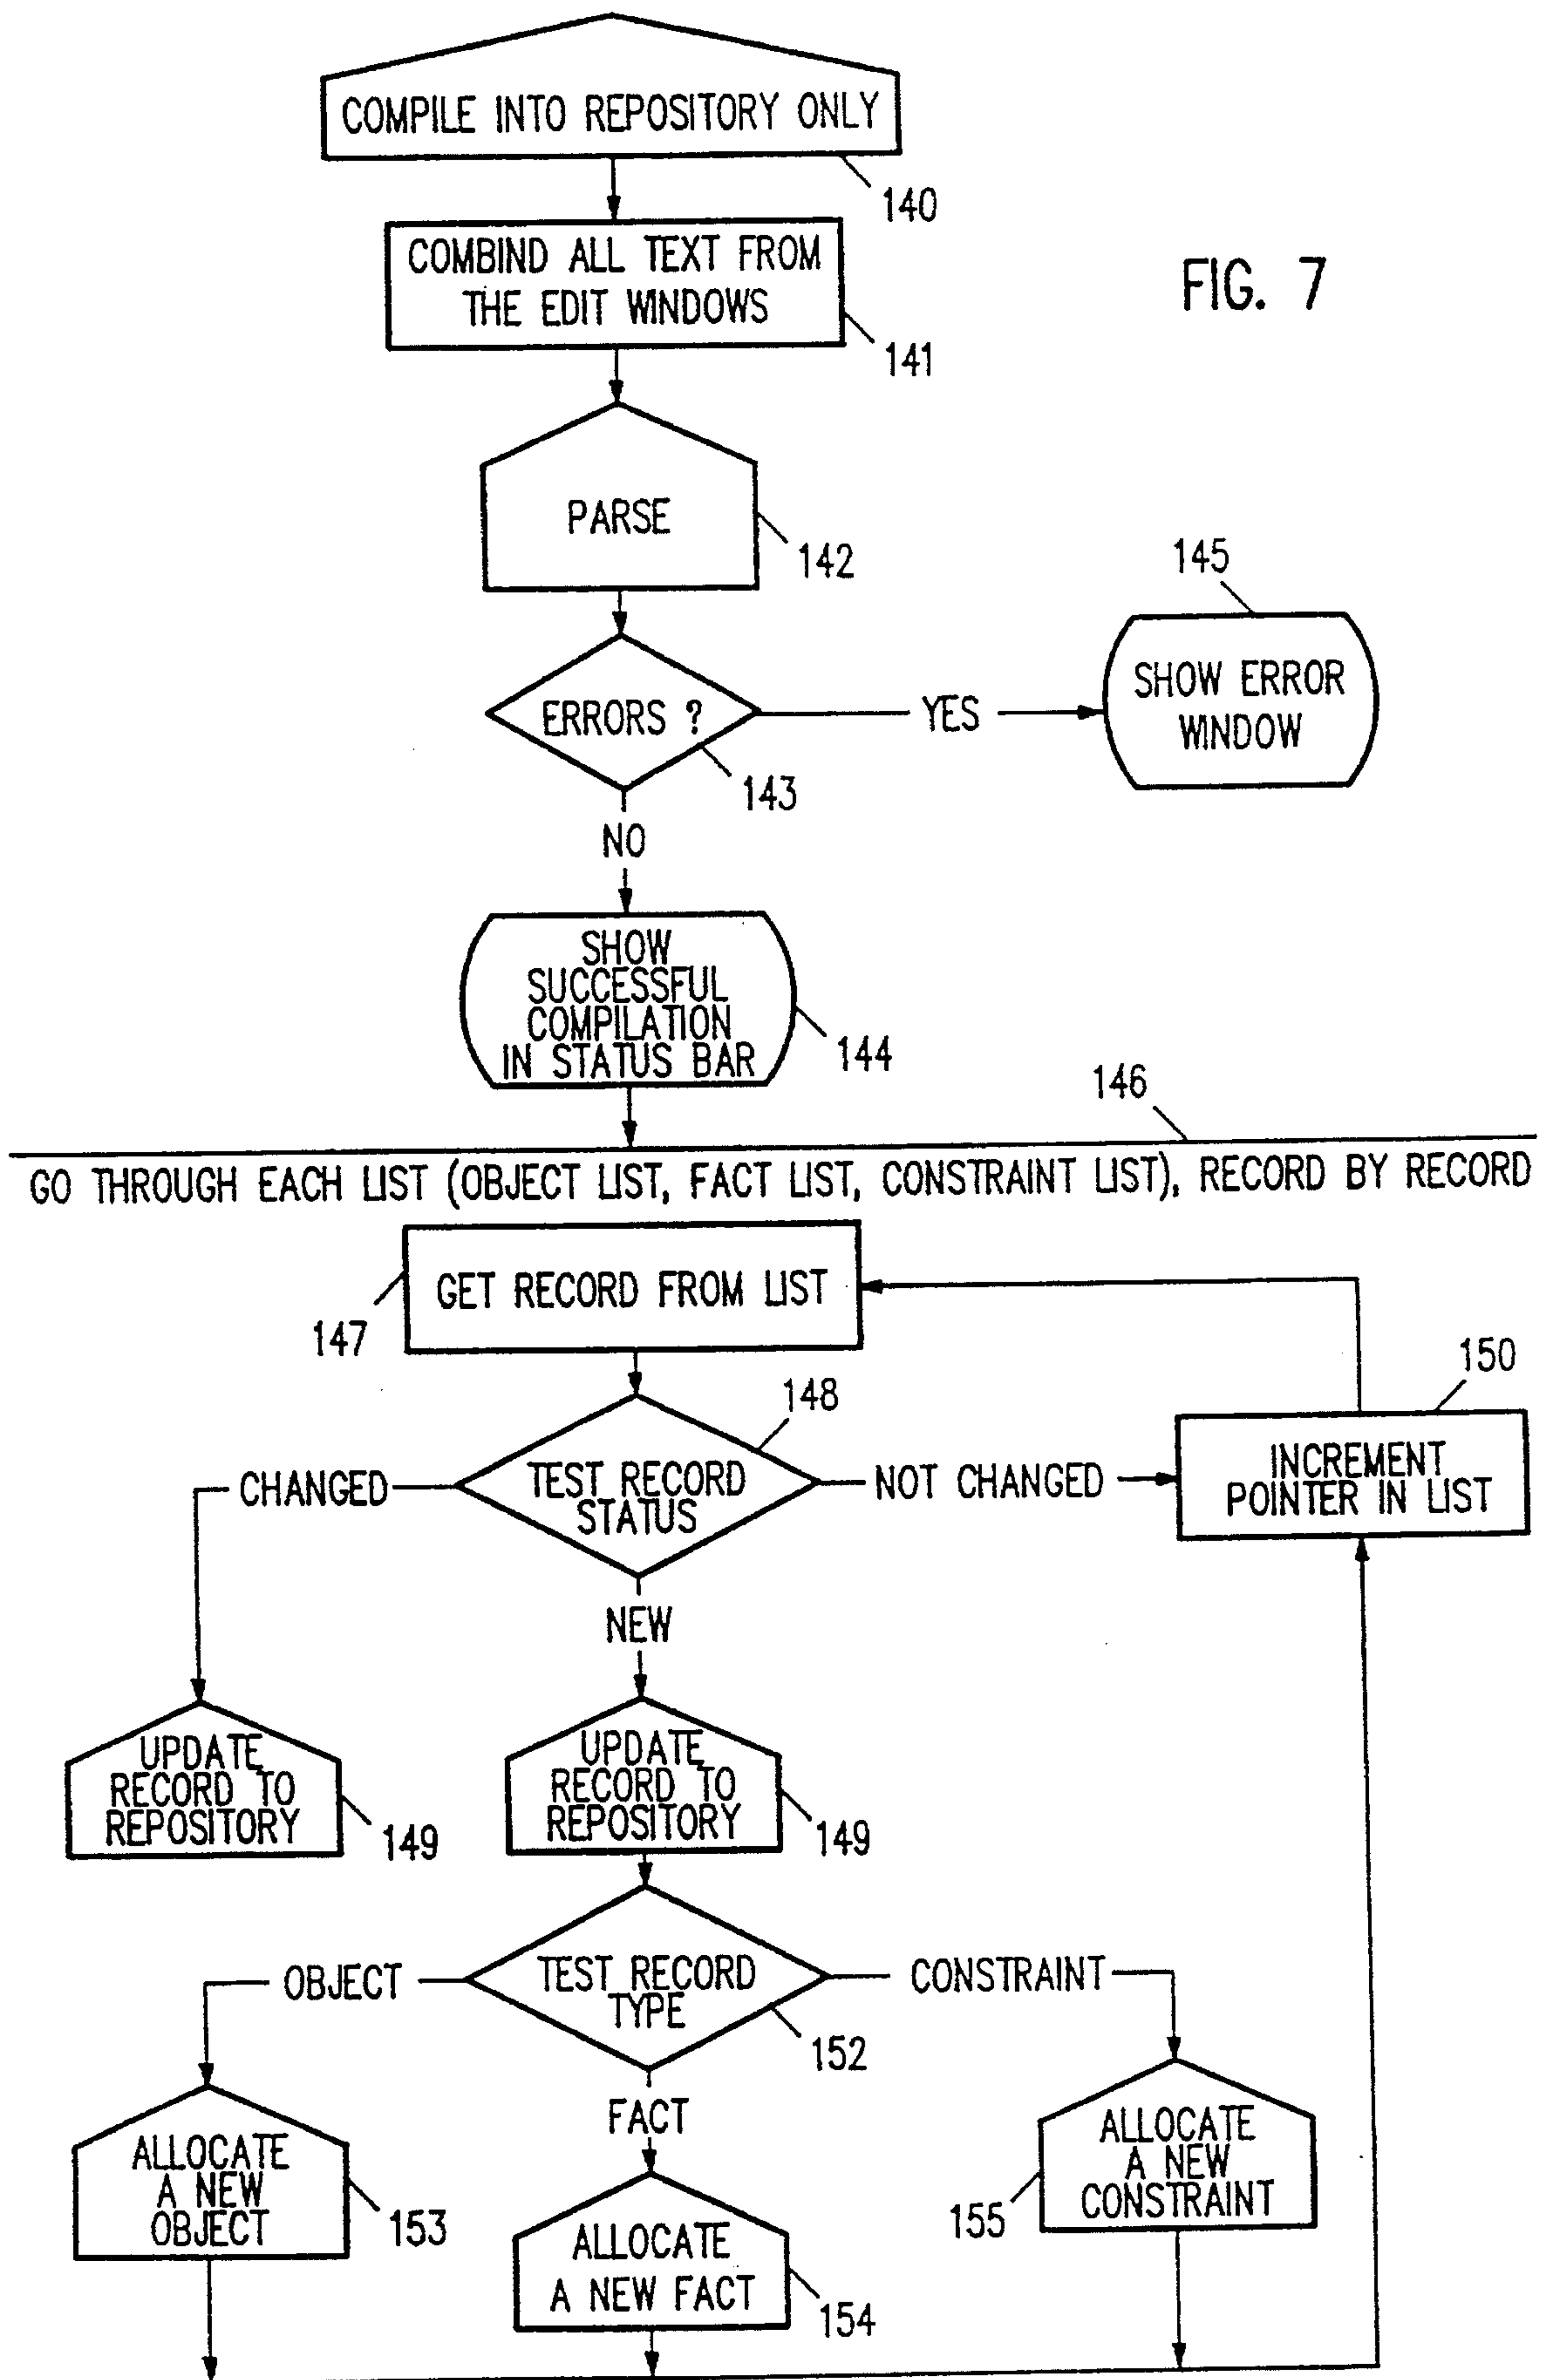 COMPILE INTO REPOSITORY ONLY
140
COMBIND ALL TEXT FROM
THE EDIT WINDOWS
141
FIG. 7
PARSE
142
145
SHOW ERROR
WINDOW
ERRORS ?
YES
143
NO
SHOW
SUCCESSFUL
COMPILATION
IN STATUS BAR
144
146
GO THROUGH EACH LIST (OBJECT LIST, FACT LIST, CONSTRAINT LIST), RECORD BY RECORD
GET RECORD FROM LIST
147
148
150
CHANGED
TEST RECORD
STATUS
NOT CHANGED
INCREMENT
POINTER IN LIST
NEW
UPDATE
RECORD TO
REPOSITORY
149
UPDATE
RECORD TO
REPOSITORY
149
OBJECT
TEST RECORD
TYPE
CONSTRAINT
152
FACT
ALLOCATE
A NEW
OBJECT
153
ALLOCATE
A NEW FACT
154
ALLOCATE
A NEW
CONSTRAINT
155